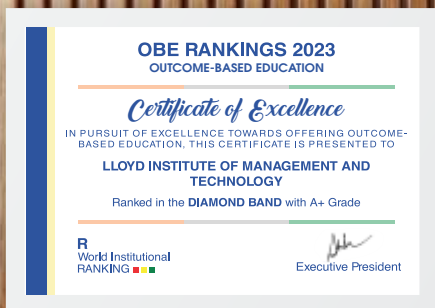 OBE RANKINGS 2023
OUTCOME-BASED EDUCATION
Certificate of Excellence
IN PURSUIT OF EXCELLENCE TOWARDS OFFERING OUTCOME-
BASED EDUCATION, THIS CERTIFICATE IS PRESENTED TO
LLOYD INSTITUTE OF MANAGEMENT AND
TECHNOLOGY
Ranked in the DIAMOND BAND with A+ Grade
R
World Institutional
RANKING
Executive President